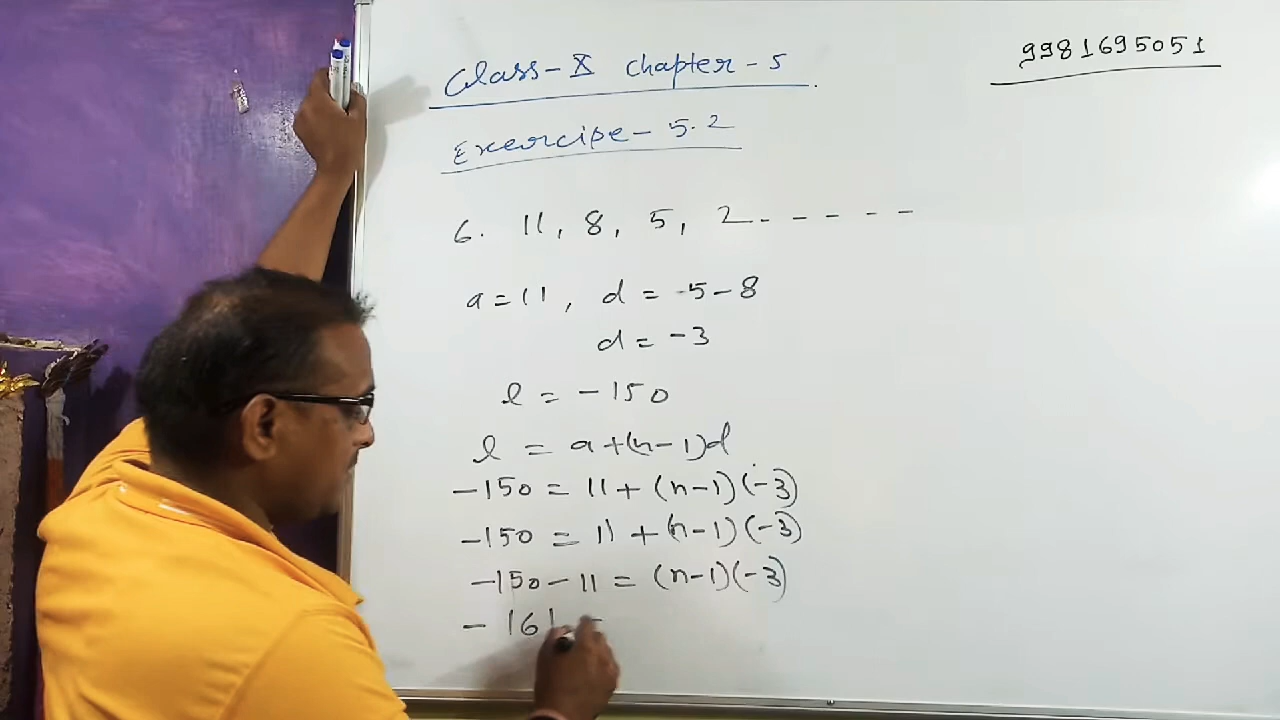 Class-X chapter-5
9981695051
Exercise-5.2
6. 11, 8, 5, 2- - - - -
a=11, d = 5-8
d = -3
l = -150
l = a+(n-1)d
-150 = 11+(n-1)(-3)
-150 = 11+(n-1)(-3)
-150-11 = (n-1)(-3)
-161 =